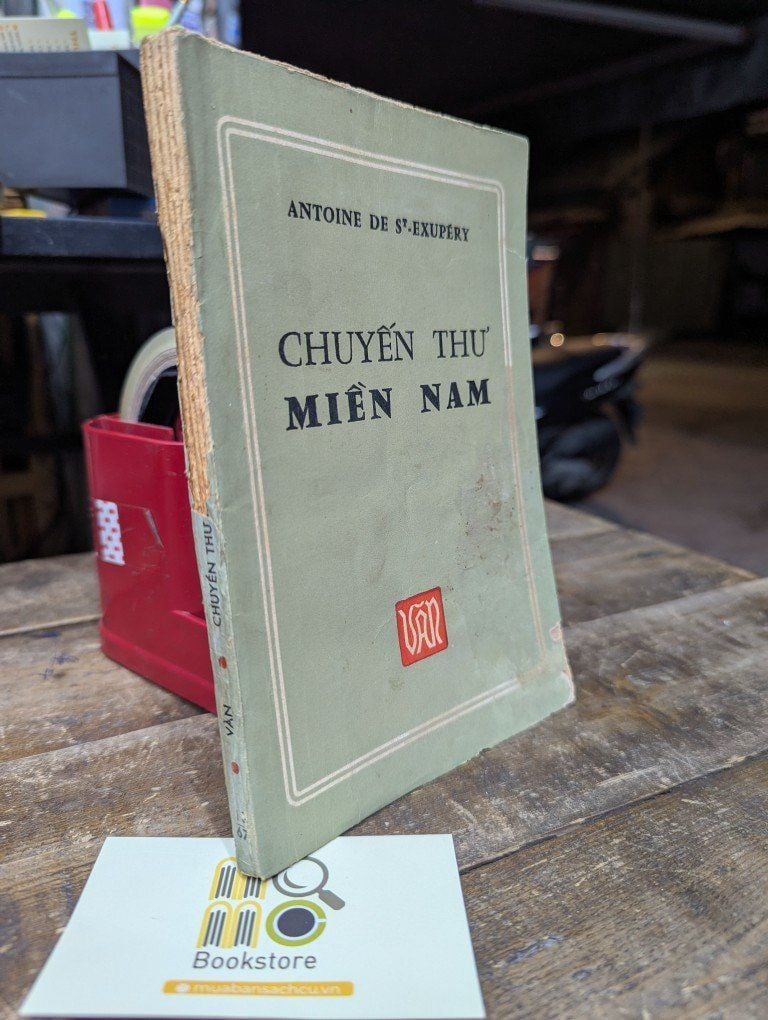 ANTOINE DE Sᵗ-EXUPÉRY
CHUYẾN THƯ
MIỀN NAM
VĂN
CHUYẾN THƯ
VĂN
Bookstore
muabansachcu.vn